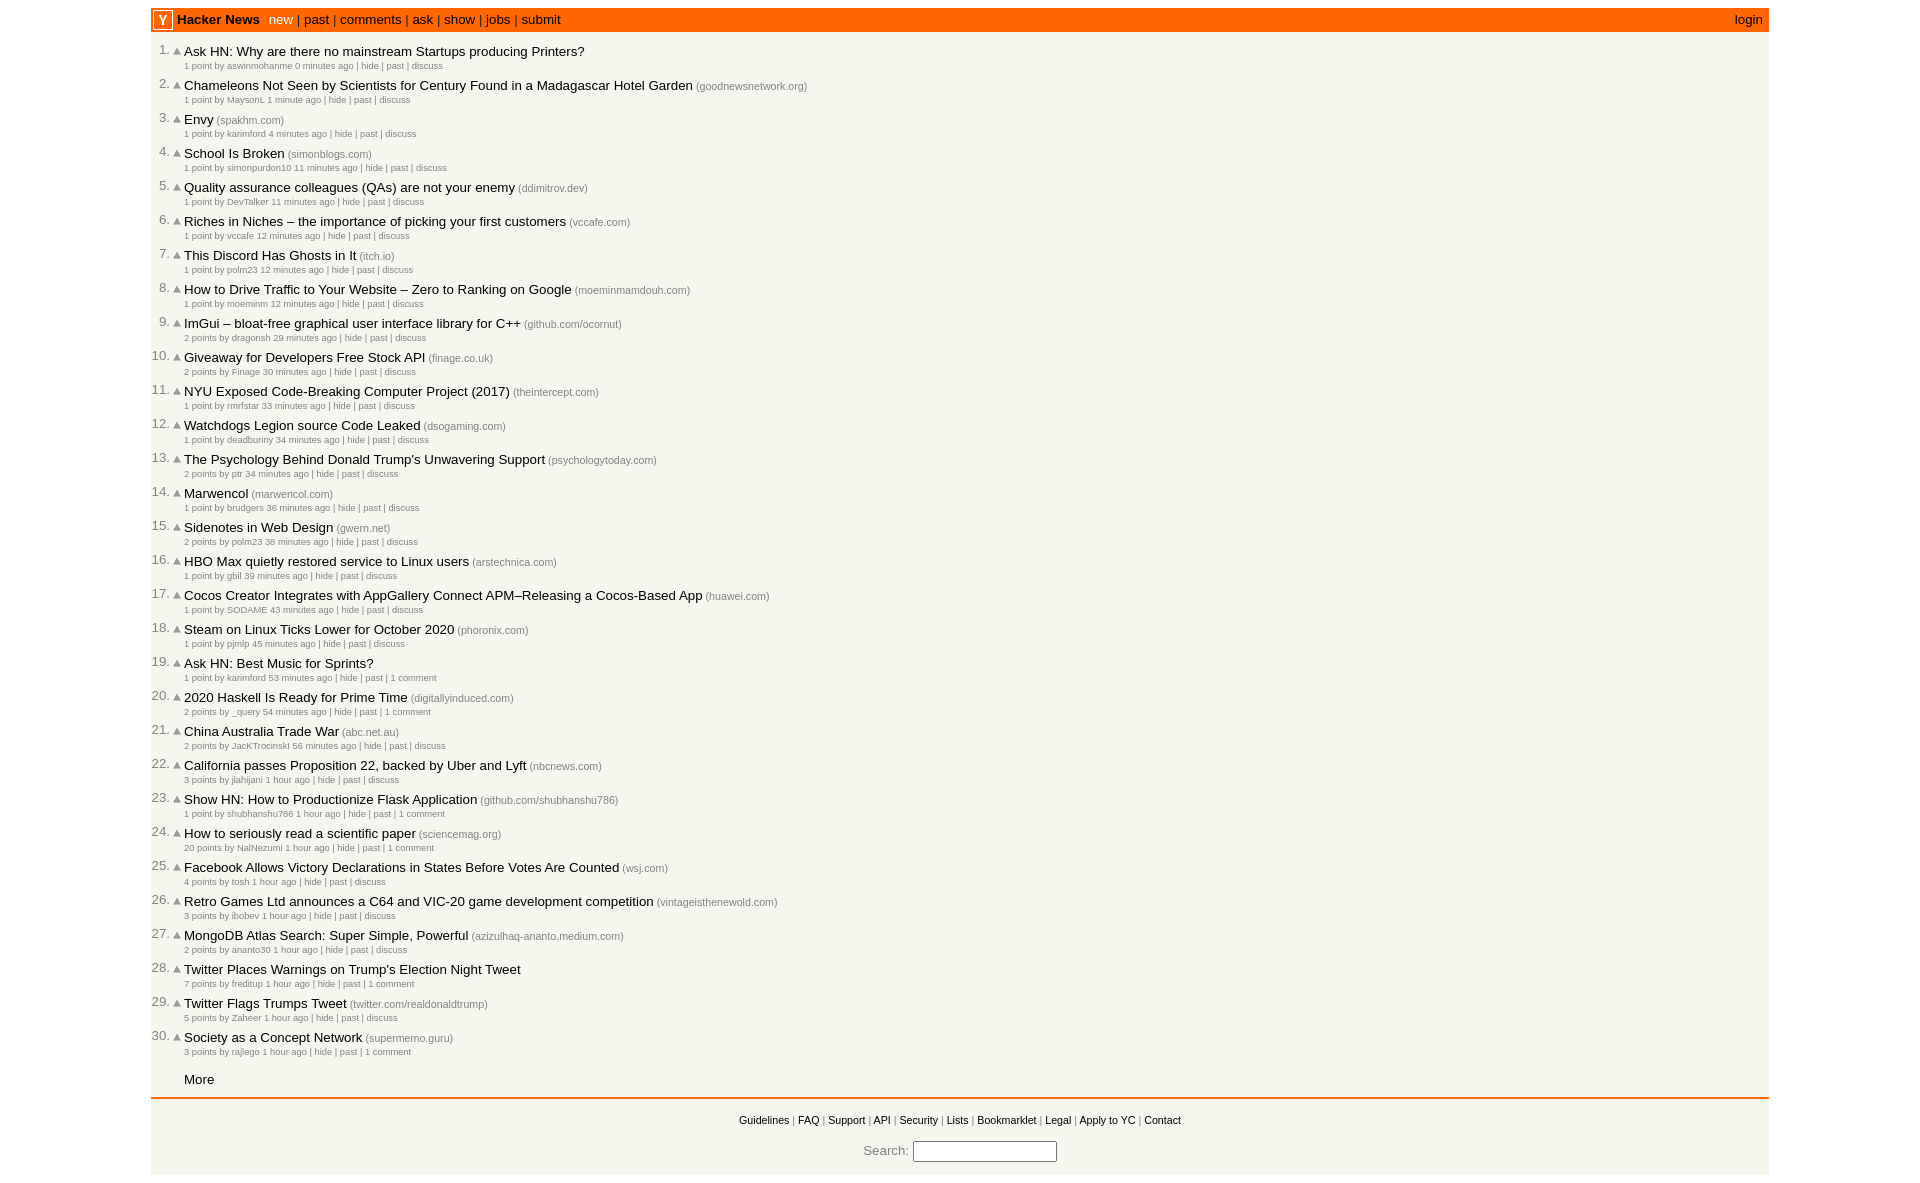 Y Hacker News new | past | comments | ask | show | jobs | submit login
1. Ask HN: Why are there no mainstream Startups producing Printers?
1 point by aswinmohanme 0 minutes ago | hide | past | discuss
2. Chameleons Not Seen by Scientists for Century Found in a Madagascar Hotel Garden (goodnewsnetwork.org)
1 point by MaysonL 1 minute ago | hide | past | discuss
3. Envy (spakhm.com)
1 point by karimford 4 minutes ago | hide | past | discuss
4. School Is Broken (simonblogs.com)
1 point by simonpurdon10 11 minutes ago | hide | past | discuss
5. Quality assurance colleagues (QAs) are not your enemy (ddimitrov.dev)
1 point by DevTalker 11 minutes ago | hide | past | discuss
6. Riches in Niches – the importance of picking your first customers (vccafe.com)
1 point by vccafe 12 minutes ago | hide | past | discuss
7. This Discord Has Ghosts in It (itch.io)
1 point by polm23 12 minutes ago | hide | past | discuss
8. How to Drive Traffic to Your Website – Zero to Ranking on Google (moeminmamdouh.com)
1 point by moeminm 12 minutes ago | hide | past | discuss
9. ImGui – bloat-free graphical user interface library for C++ (github.com/ocornut)
2 points by dragonsh 29 minutes ago | hide | past | discuss
10. Giveaway for Developers Free Stock API (finage.co.uk)
2 points by Finage 30 minutes ago | hide | past | discuss
11. NYU Exposed Code-Breaking Computer Project (2017) (theintercept.com)
1 point by rmrfstar 33 minutes ago | hide | past | discuss
12. Watchdogs Legion source Code Leaked (dsogaming.com)
1 point by deadbunny 34 minutes ago | hide | past | discuss
13. The Psychology Behind Donald Trump's Unwavering Support (psychologytoday.com)
2 points by ptr 34 minutes ago | hide | past | discuss
14. Marwencol (marwencol.com)
1 point by brudgers 36 minutes ago | hide | past | discuss
15. Sidenotes in Web Design (gwern.net)
2 points by polm23 38 minutes ago | hide | past | discuss
16. HBO Max quietly restored service to Linux users (arstechnica.com)
1 point by gbil 39 minutes ago | hide | past | discuss
17. Cocos Creator Integrates with AppGallery Connect APM–Releasing a Cocos-Based App (huawei.com)
1 point by SODAME 43 minutes ago | hide | past | discuss
18. Steam on Linux Ticks Lower for October 2020 (phoronix.com)
1 point by pjmlp 45 minutes ago | hide | past | discuss
19. Ask HN: Best Music for Sprints?
1 point by karimford 53 minutes ago | hide | past | 1 comment
20. 2020 Haskell Is Ready for Prime Time (digitallyinduced.com)
2 points by _query 54 minutes ago | hide | past | 1 comment
21. China Australia Trade War (abc.net.au)
2 points by JacKTrocinskI 56 minutes ago | hide | past | discuss
22. California passes Proposition 22, backed by Uber and Lyft (nbcnews.com)
3 points by jlahijani 1 hour ago | hide | past | discuss
23. Show HN: How to Productionize Flask Application (github.com/shubhanshu786)
1 point by shubhanshu786 1 hour ago | hide | past | 1 comment
24. How to seriously read a scientific paper (sciencemag.org)
20 points by NalNezumi 1 hour ago | hide | past | 1 comment
25. Facebook Allows Victory Declarations in States Before Votes Are Counted (wsj.com)
4 points by tosh 1 hour ago | hide | past | discuss
26. Retro Games Ltd announces a C64 and VIC-20 game development competition (vintageisthenewold.com)
3 points by ibobev 1 hour ago | hide | past | discuss
27. MongoDB Atlas Search: Super Simple, Powerful (azizulhaq-ananto.medium.com)
2 points by ananto30 1 hour ago | hide | past | discuss
28. Twitter Places Warnings on Trump's Election Night Tweet
7 points by freditup 1 hour ago | hide | past | 1 comment
29. Twitter Flags Trumps Tweet (twitter.com/realdonaldtrump)
5 points by Zaheer 1 hour ago | hide | past | discuss
30. Society as a Concept Network (supermemo.guru)
3 points by rajlego 1 hour ago | hide | past | 1 comment
More
Guidelines | FAQ | Support | API | Security | Lists | Bookmarklet | Legal | Apply to YC | Contact
Search: